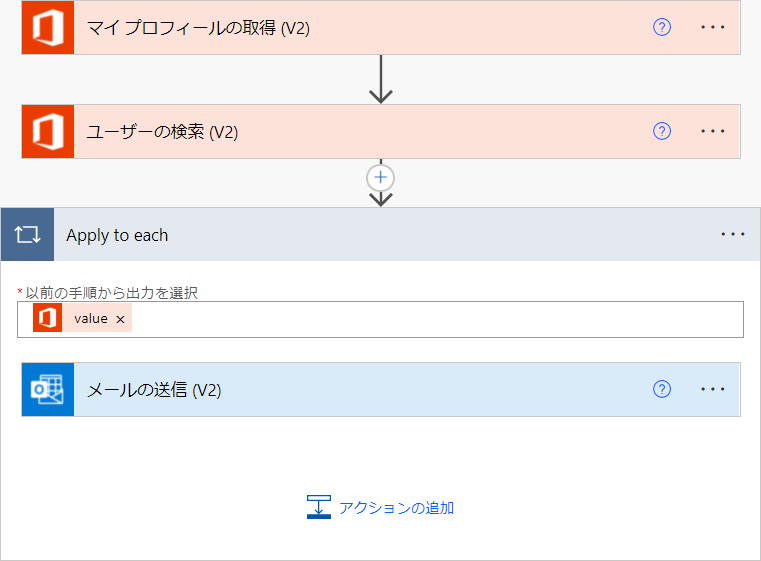 マイ プロフィールの取得 (V2)
ユーザーの検索 (V2)
Apply to each
*以前の手順から出力を選択
value ×
メールの送信 (V2)
アクションの追加